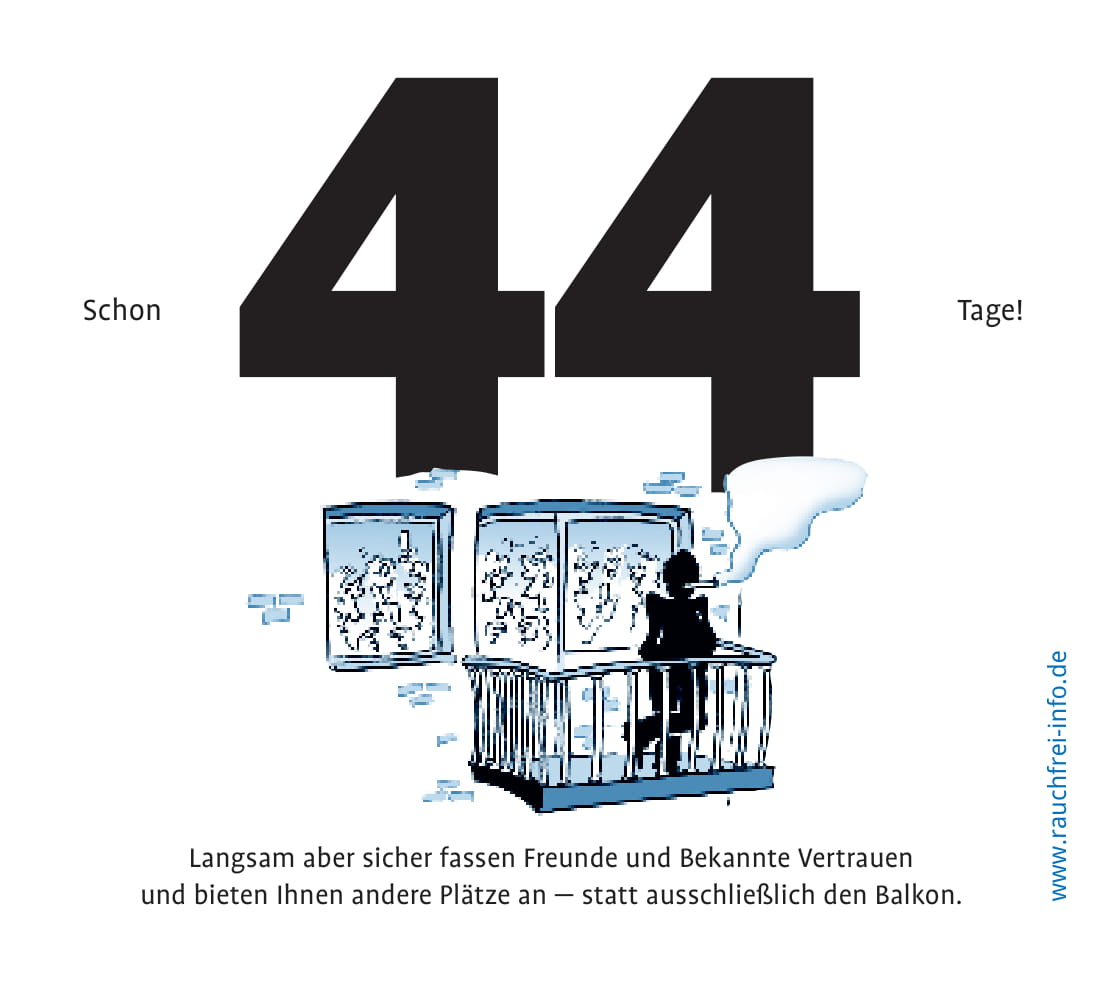 Schon 44 Tage!
Langsam aber sicher fassen Freunde und Bekannte Vertrauen
und bieten Ihnen andere Plätze an – statt ausschließlich den Balkon.
www.rauchfrei-info.de